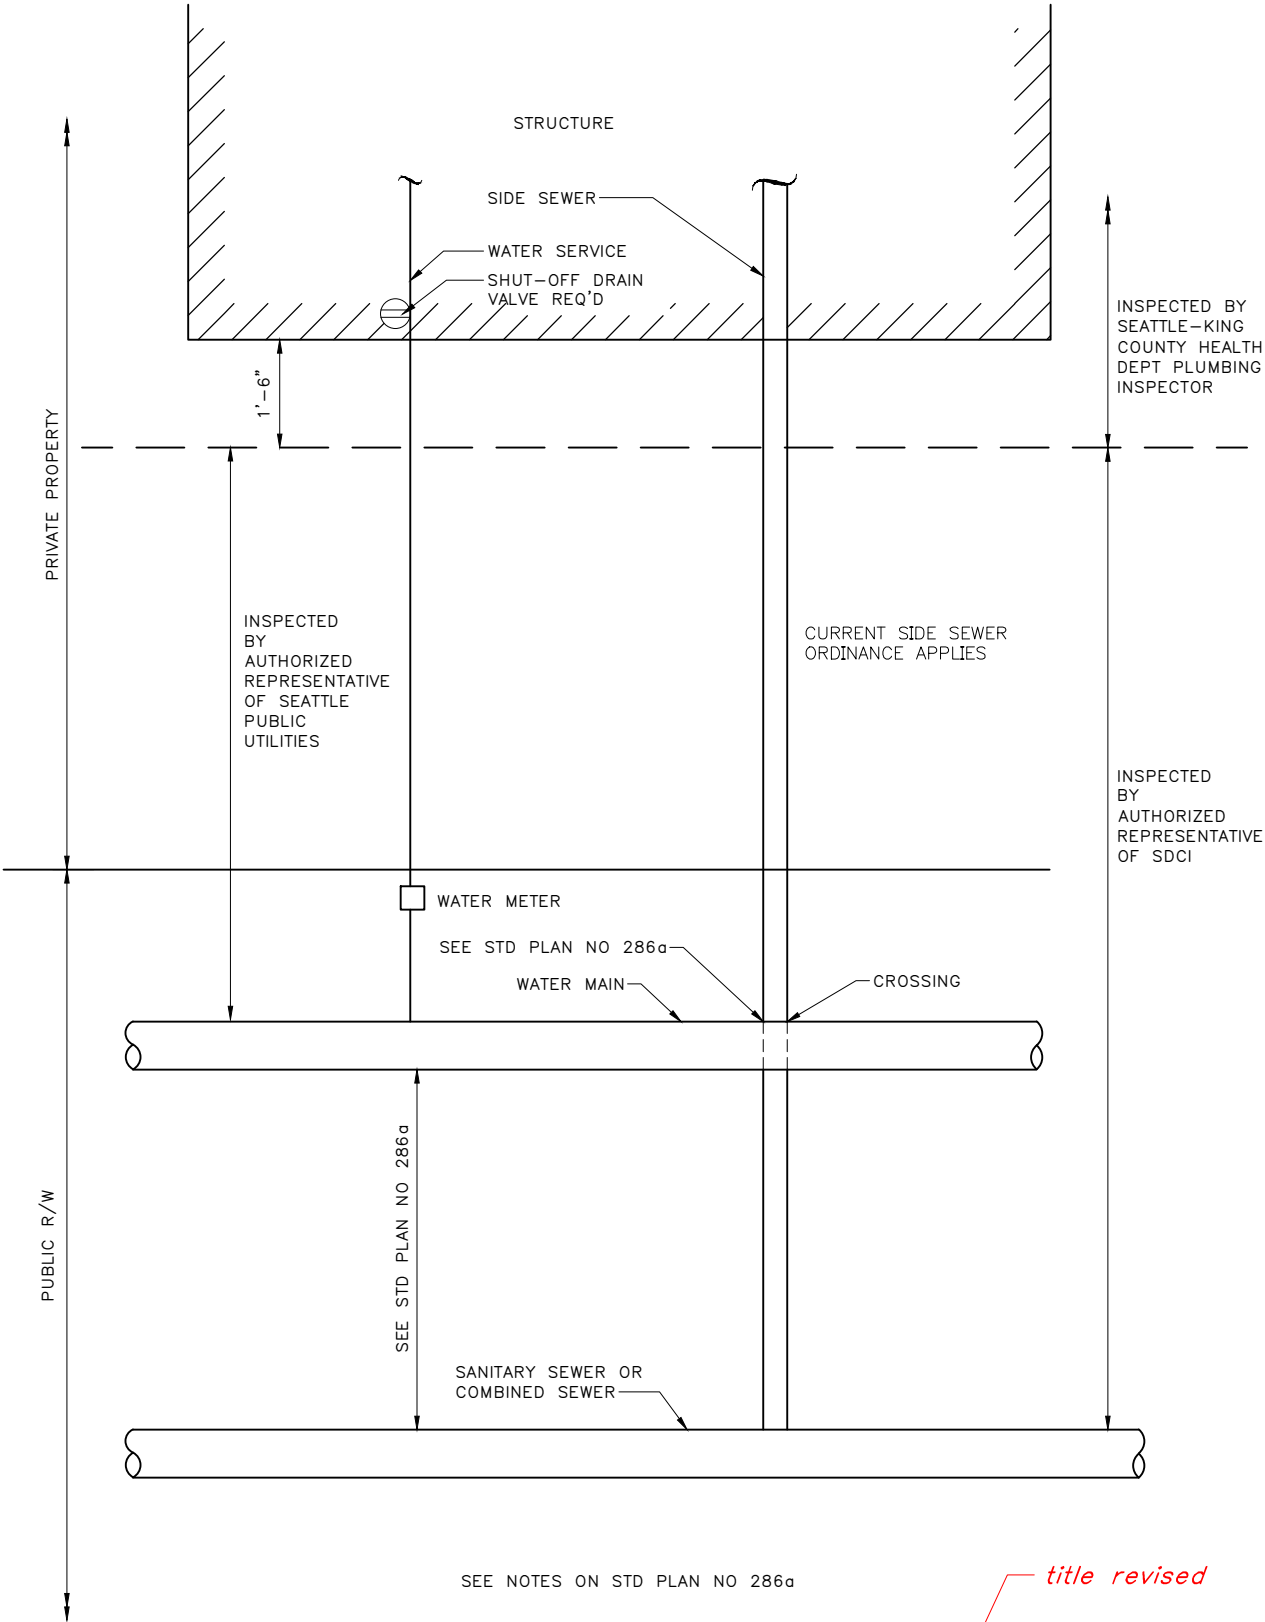 STRUCTURE
SIDE SEWER
WATER SERVICE
SHUT-OFF DRAIN
VALVE REQ'D
INSPECTED BY
SEATTLE-KING
COUNTY HEALTH
DEPT PLUMBING
INSPECTOR
1'-6"
PRIVATE PROPERTY
INSPECTED
BY
AUTHORIZED
REPRESENTATIVE
OF SEATTLE
PUBLIC
UTILITIES
CURRENT SIDE SEWER
ORDINANCE APPLIES
INSPECTED
BY
AUTHORIZED
REPRESENTATIVE
OF SDCI
WATER METER
SEE STD PLAN NO 286a
WATER MAIN
CROSSING
SEE STD PLAN NO 286a
PUBLIC R/W
SANITARY SEWER OR
COMBINED SEWER
SEE NOTES ON STD PLAN NO 286a
title revised